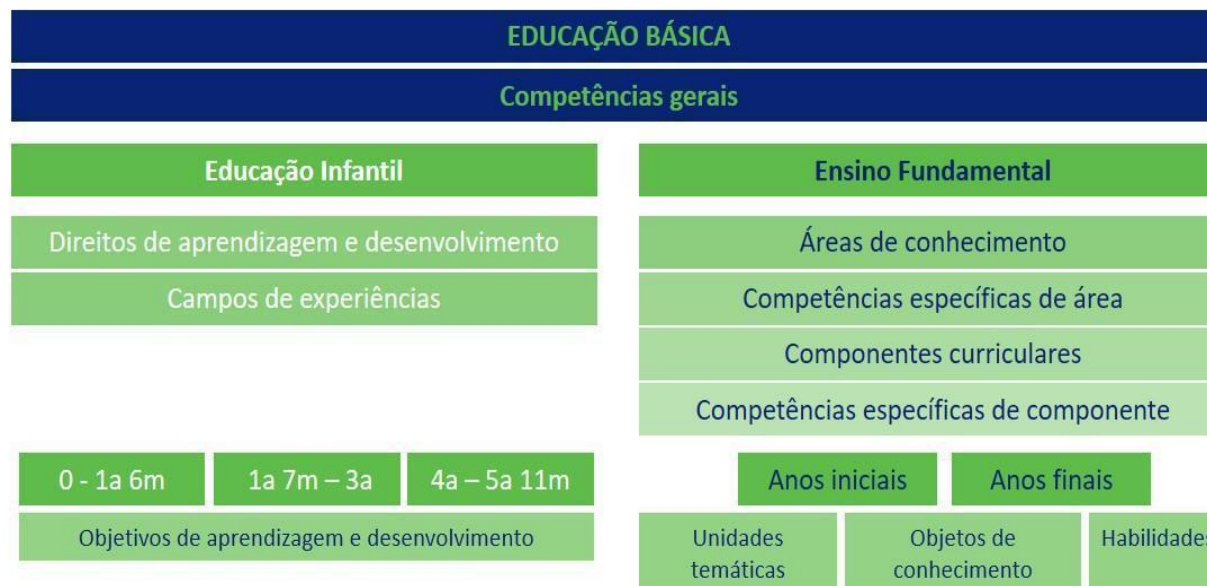 EDUCAÇÃO BÁSICA
Competências gerais
Educação Infantil
Direitos de aprendizagem e desenvolvimento
Campos de experiências
0 - 1a 6m
1a 7m – 3a
4a – 5a 11m
Objetivos de aprendizagem e desenvolvimento
Ensino Fundamental
Áreas de conhecimento
Competências específicas de área
Componentes curriculares
Competências específicas de componente
Anos iniciais
Anos finais
Unidades
temáticas
Objetos de
conhecimento
Habilidades